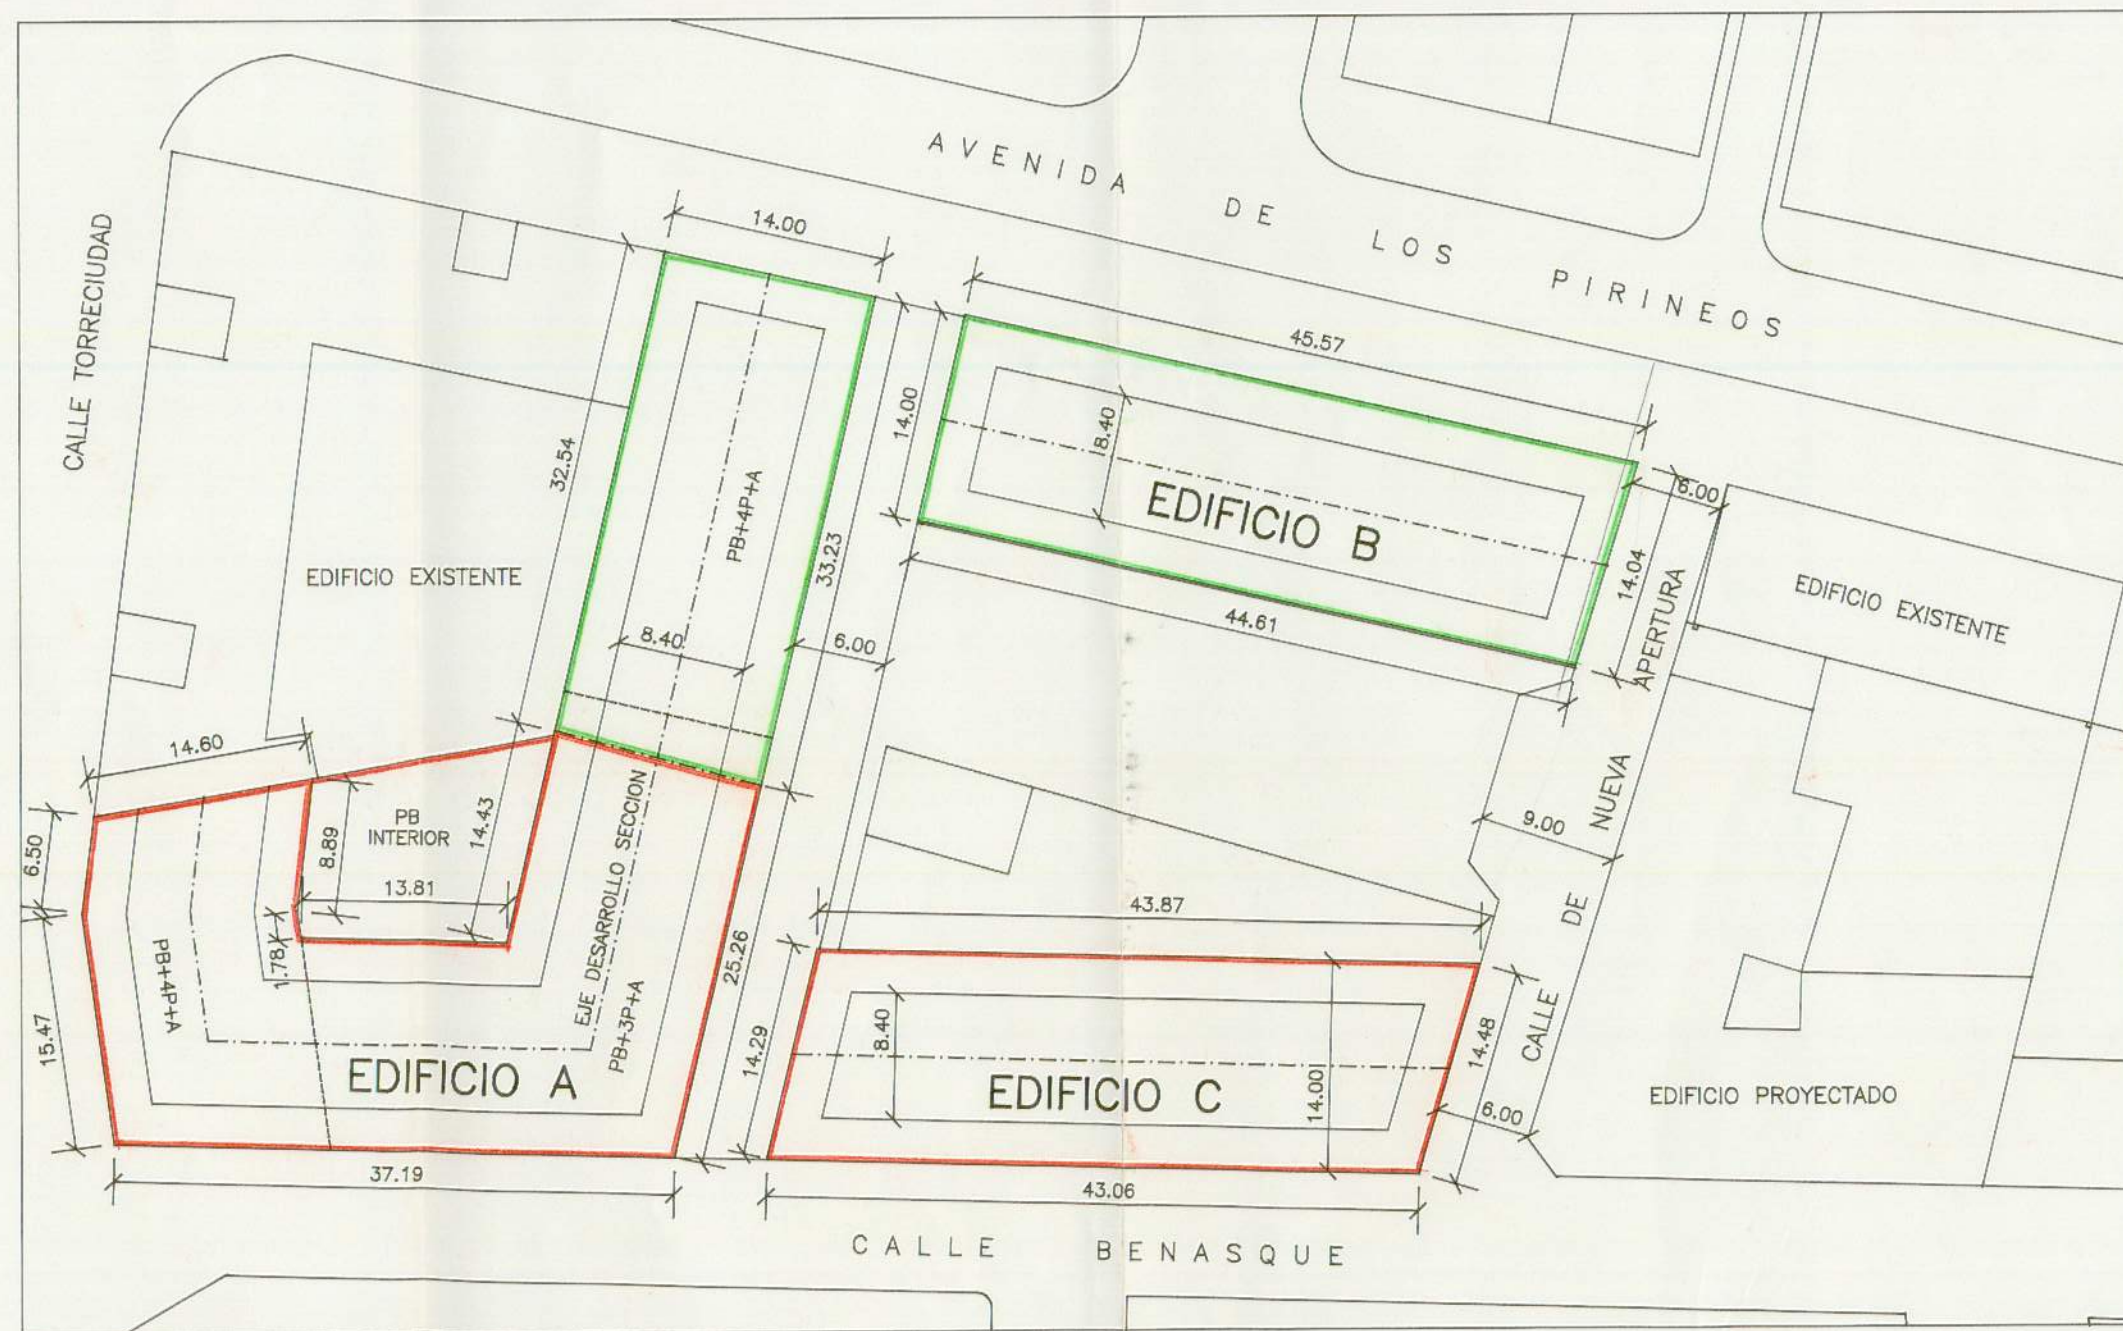 AVENIDA DE LOS PIRINEOS
CALLE TORRECIUDAD
14.00
45.57
14.00
8.40
32.54
PB+4P+A
EDIFICIO B
6.00
33.23
14.04
EDIFICIO EXISTENTE
EDIFICIO EXISTENTE
44.61
8.40
6.00
CALLE DE NUEVA APERTURA
14.60
PB
INTERIOR
14.43
8.89
6.50
13.81
9.00
EJE DESARROLLO SECCION
43.87
1.78
25.26
PB+4P+A
PB+3P+A
15.47
14.29
8.40
14.48
EDIFICIO A
EDIFICIO C
14.00
6.00
EDIFICIO PROYECTADO
37.19
43.06
CALLE BENASQUE